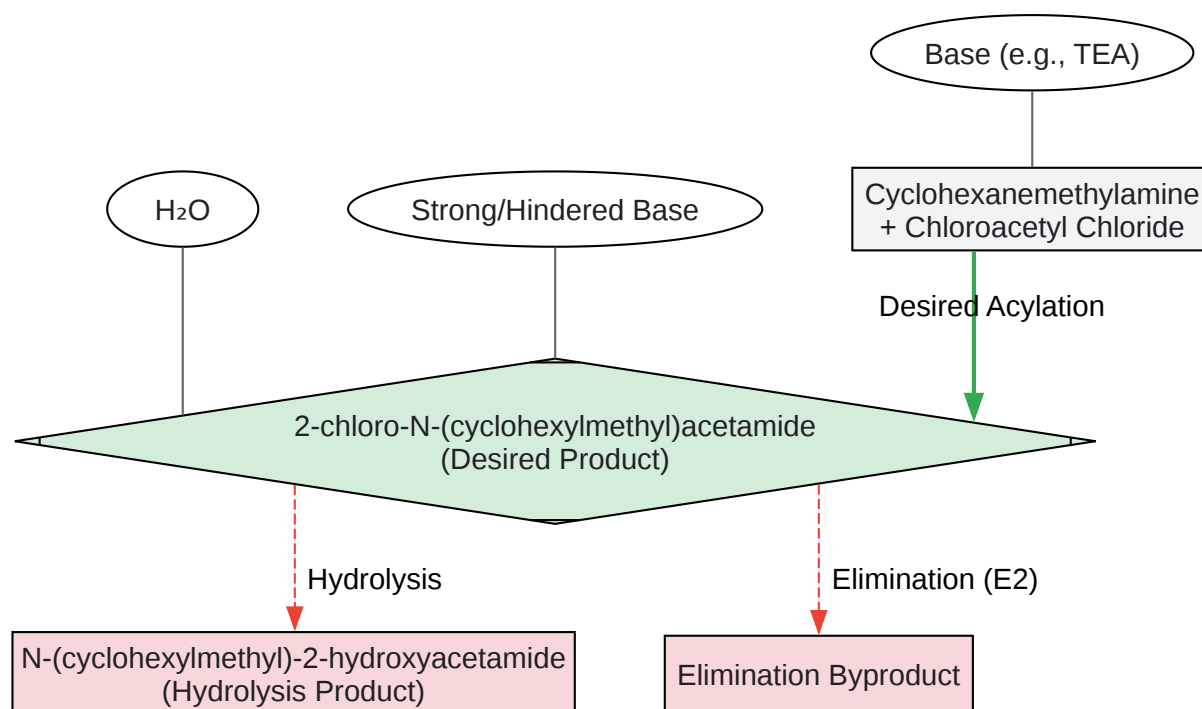 Base (e.g., TEA)
H₂O
Strong/Hindered Base
Cyclohexanemethylamine
+ Chloroacetyl Chloride
Desired Acylation
2-chloro-N-(cyclohexylmethyl)acetamide
(Desired Product)
Hydrolysis
Elimination (E2)
N-(cyclohexylmethyl)-2-hydroxyacetamide
(Hydrolysis Product)
Elimination Byproduct